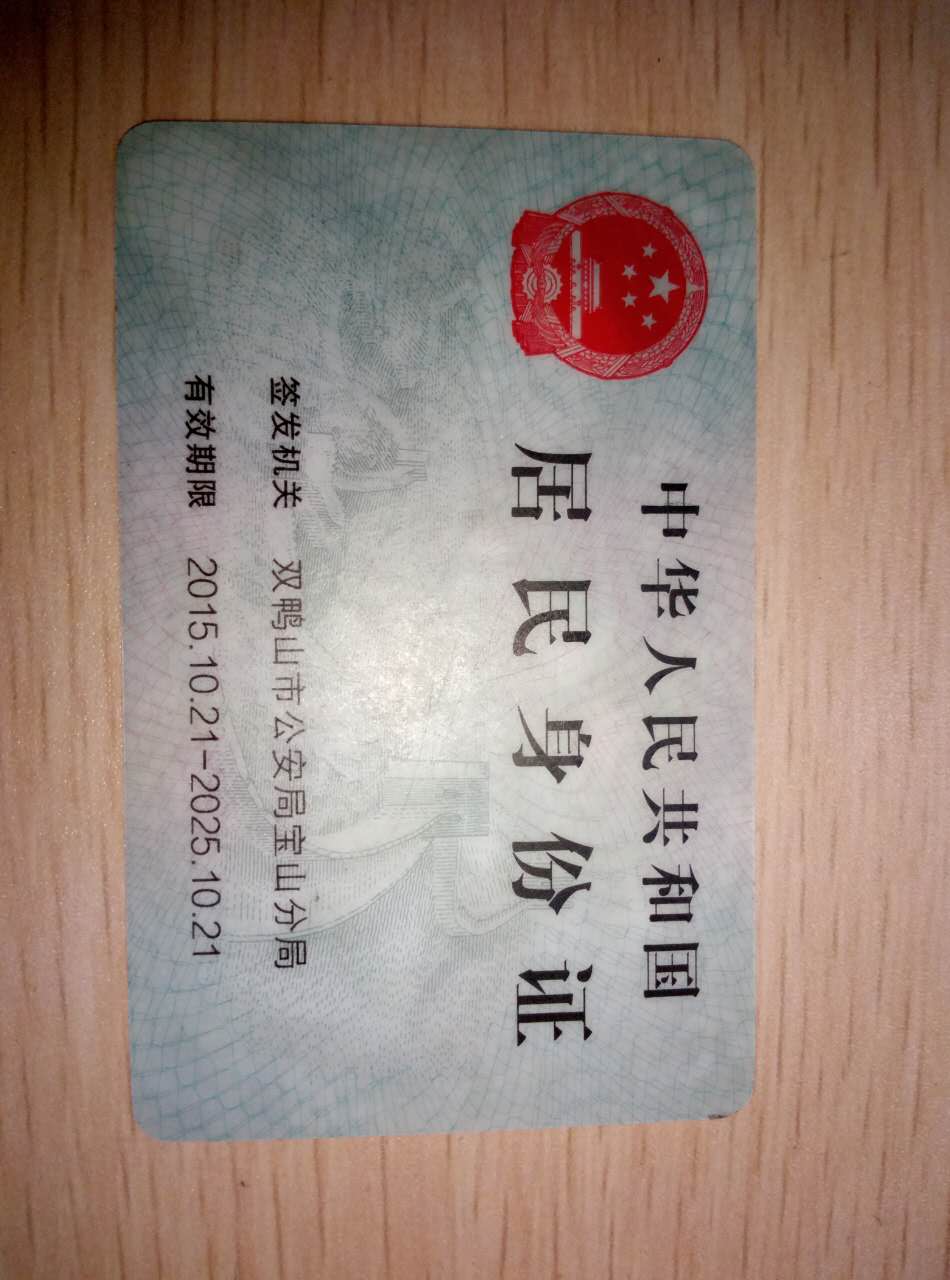 中华人民共和国
居民身份证
签发机关 双鸭山市公安局宝山分局
有效期限 2015.10.21-2025.10.21